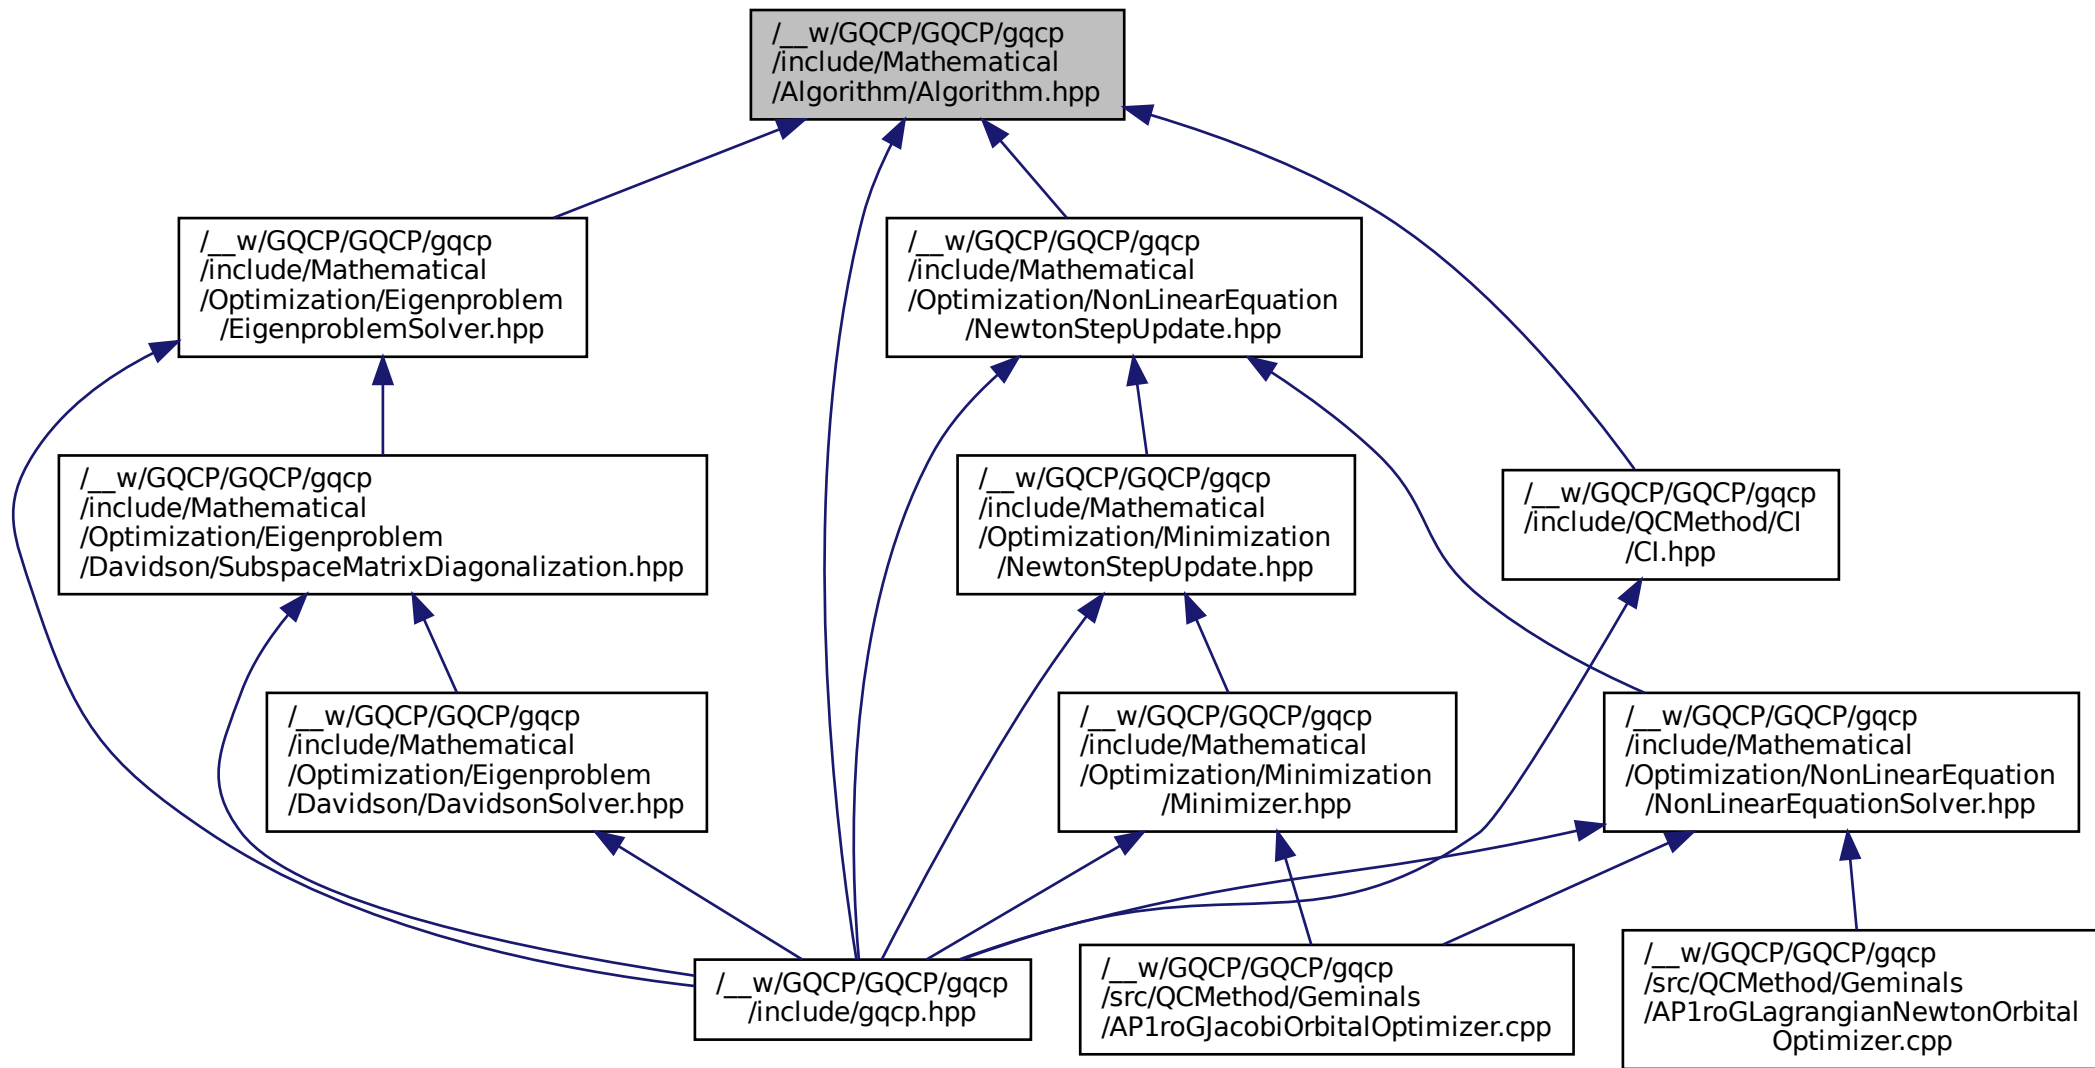 /__w/GQCP/GQCP/gqcp
/include/Mathematical
/Algorithm/Algorithm.hpp
/__w/GQCP/GQCP/gqcp
/include/Mathematical
/Optimization/Eigenproblem
/EigenproblemSolver.hpp
/__w/GQCP/GQCP/gqcp
/include/Mathematical
/Optimization/NonLinearEquation
/NewtonStepUpdate.hpp
/__w/GQCP/GQCP/gqcp
/include/Mathematical
/Optimization/Eigenproblem
/Davidson/SubspaceMatrixDiagonalization.hpp
/__w/GQCP/GQCP/gqcp
/include/Mathematical
/Optimization/Minimization
/NewtonStepUpdate.hpp
/__w/GQCP/GQCP/gqcp
/include/QCMethod/CI
/CI.hpp
/__w/GQCP/GQCP/gqcp
/include/Mathematical
/Optimization/Eigenproblem
/Davidson/DavidsonSolver.hpp
/__w/GQCP/GQCP/gqcp
/include/Mathematical
/Optimization/Minimization
/Minimizer.hpp
/__w/GQCP/GQCP/gqcp
/include/Mathematical
/Optimization/NonLinearEquation
/NonLinearEquationSolver.hpp
/__w/GQCP/GQCP/gqcp
/include/gqcp.hpp
/__w/GQCP/GQCP/gqcp
/src/QCMethod/Geminals
/AP1roGJacobiOrbitalOptimizer.cpp
/__w/GQCP/GQCP/gqcp
/src/QCMethod/Geminals
/AP1roGLagrangianNewtonOrbital
Optimizer.cpp